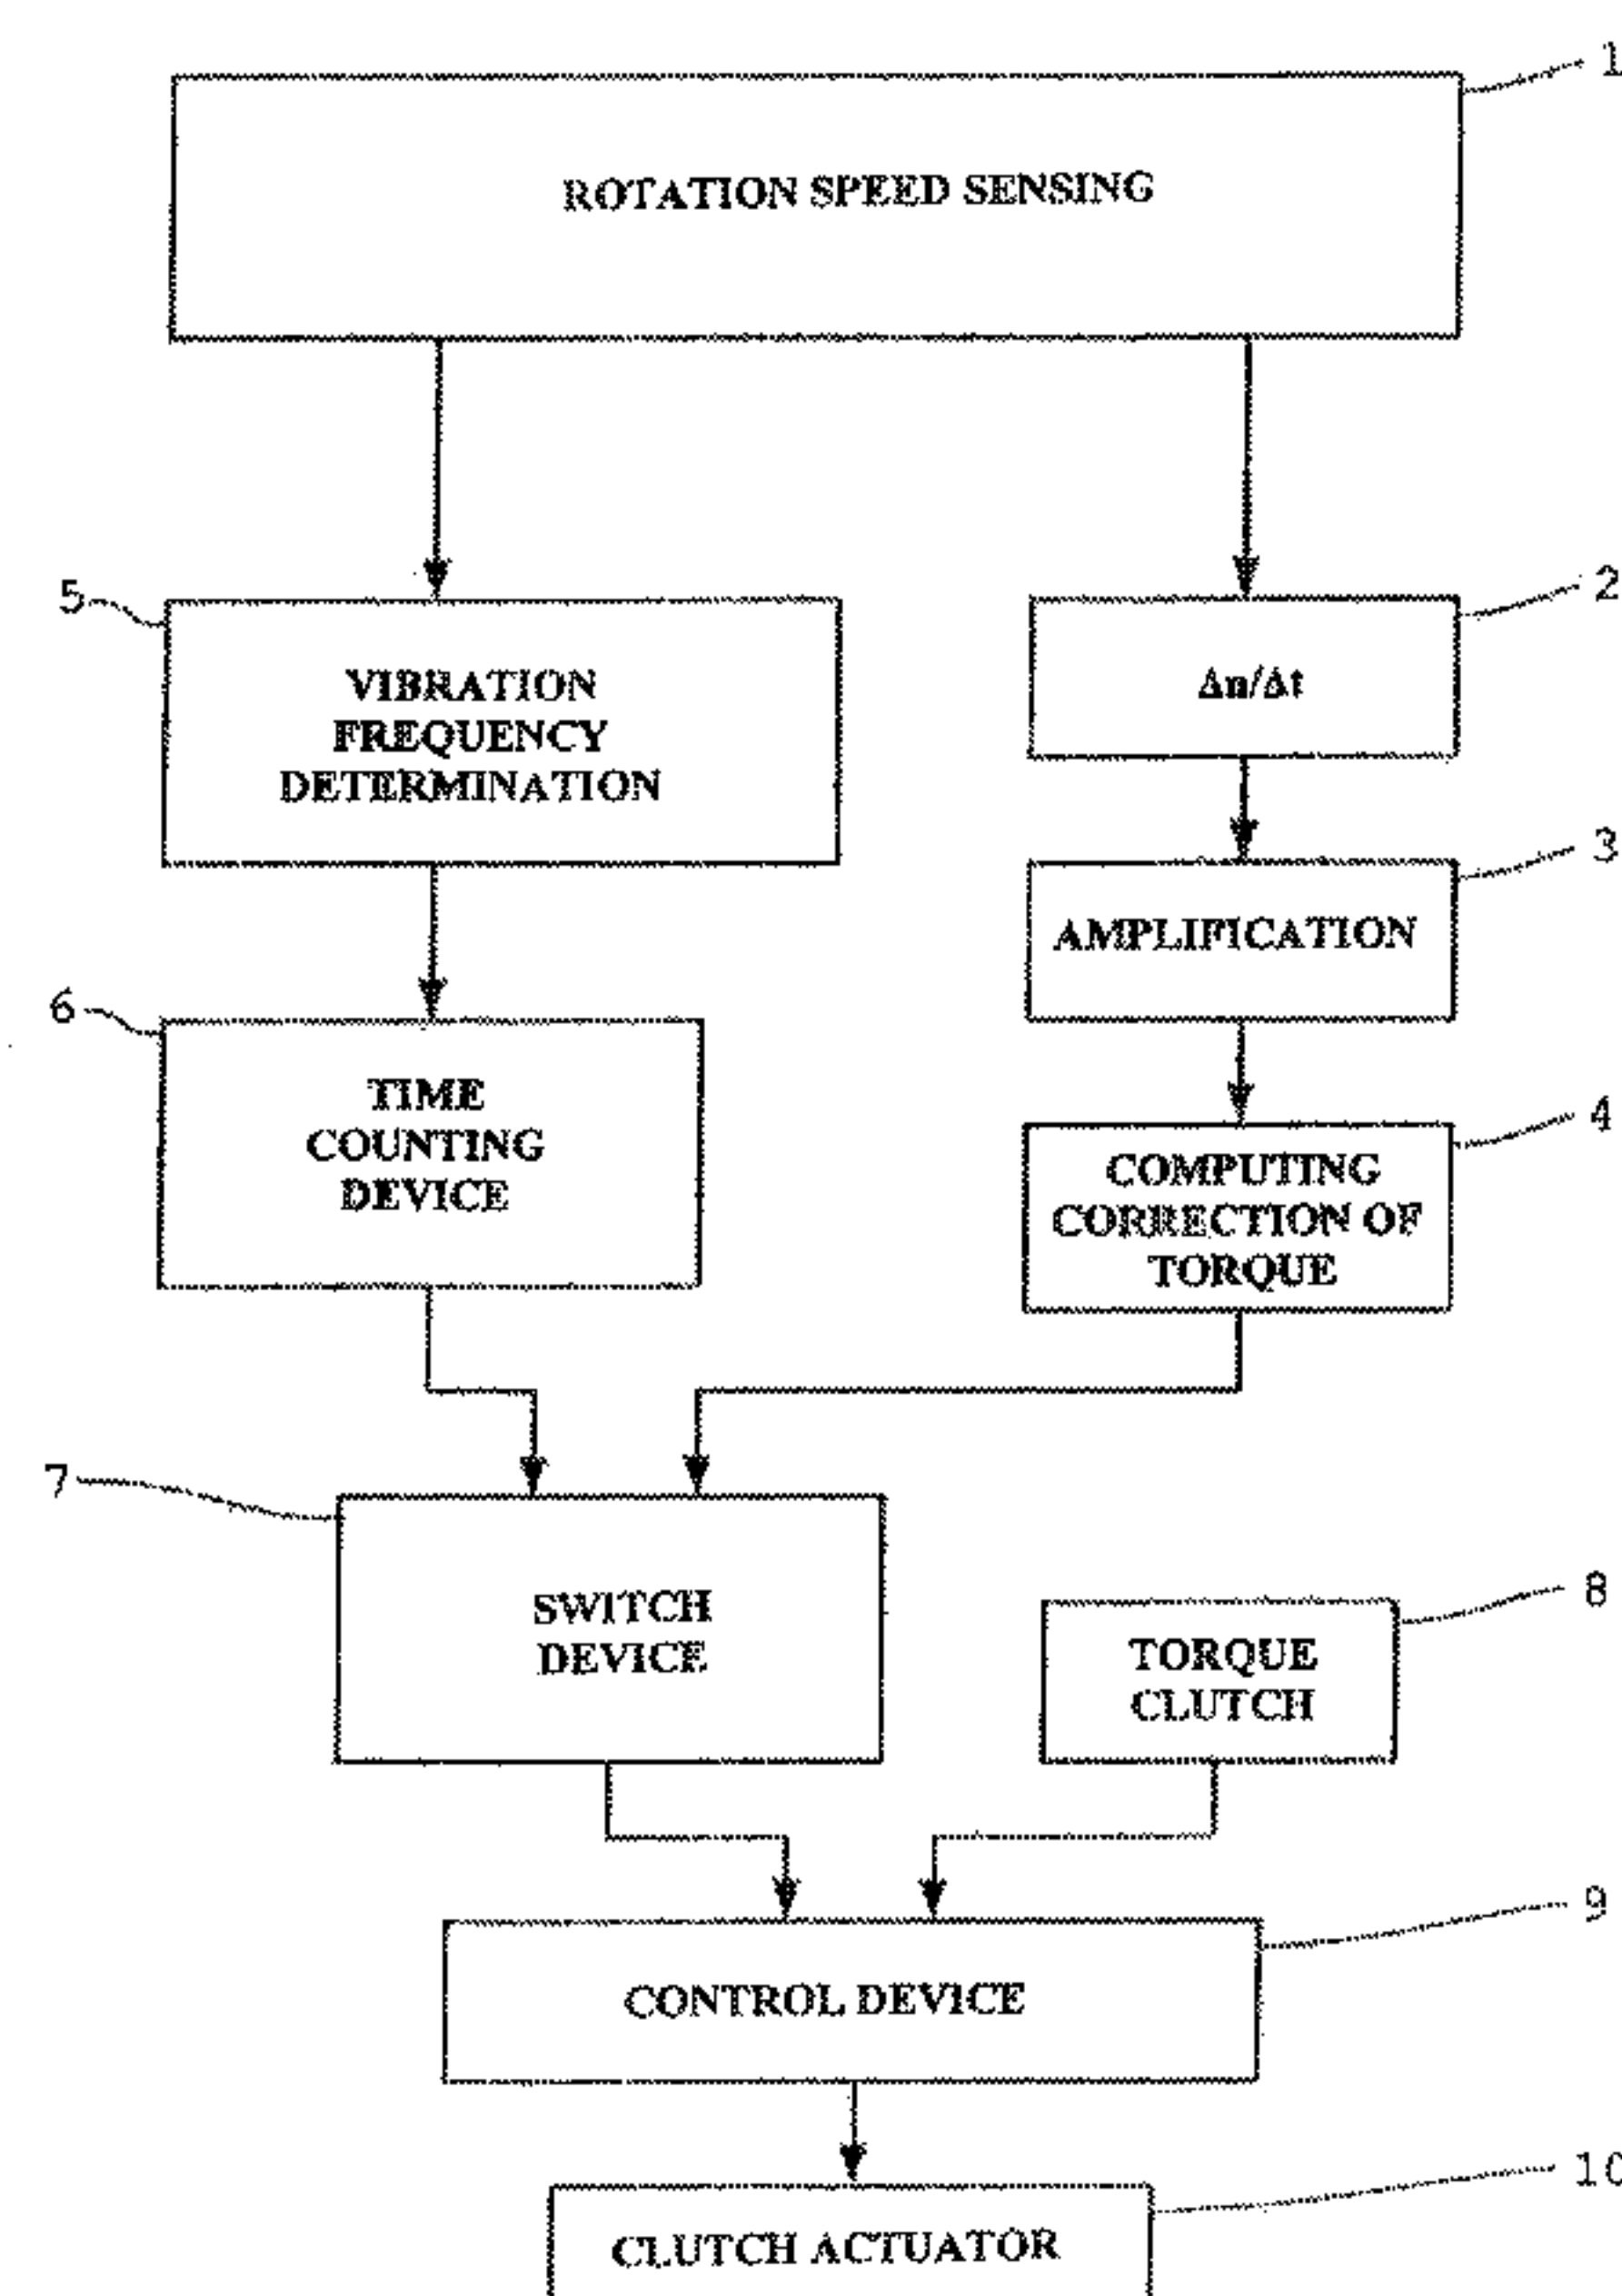 1
ROTATION SPEED SENSING
5
VIBRATION
FREQUENCY
DETERMINATION
2
Δn/Δt
3
AMPLIFICATION
6
TIME
COUNTING
DEVICE
4
COMPUTING
CORRECTION OF
TORQUE
7
SWITCH
DEVICE
8
TORQUE
CLUTCH
9
CONTROL DEVICE
10
CLUTCH ACTUATOR